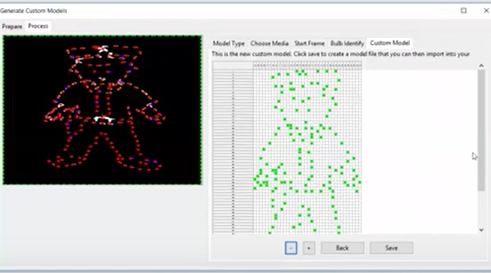 Generate Custom Models
Prepare Process
Model Type Choose Media Start Frame Bulb Identify Custom Model
This is the new custom model. Click save to create a model file that you can then import into your
- + Back Save